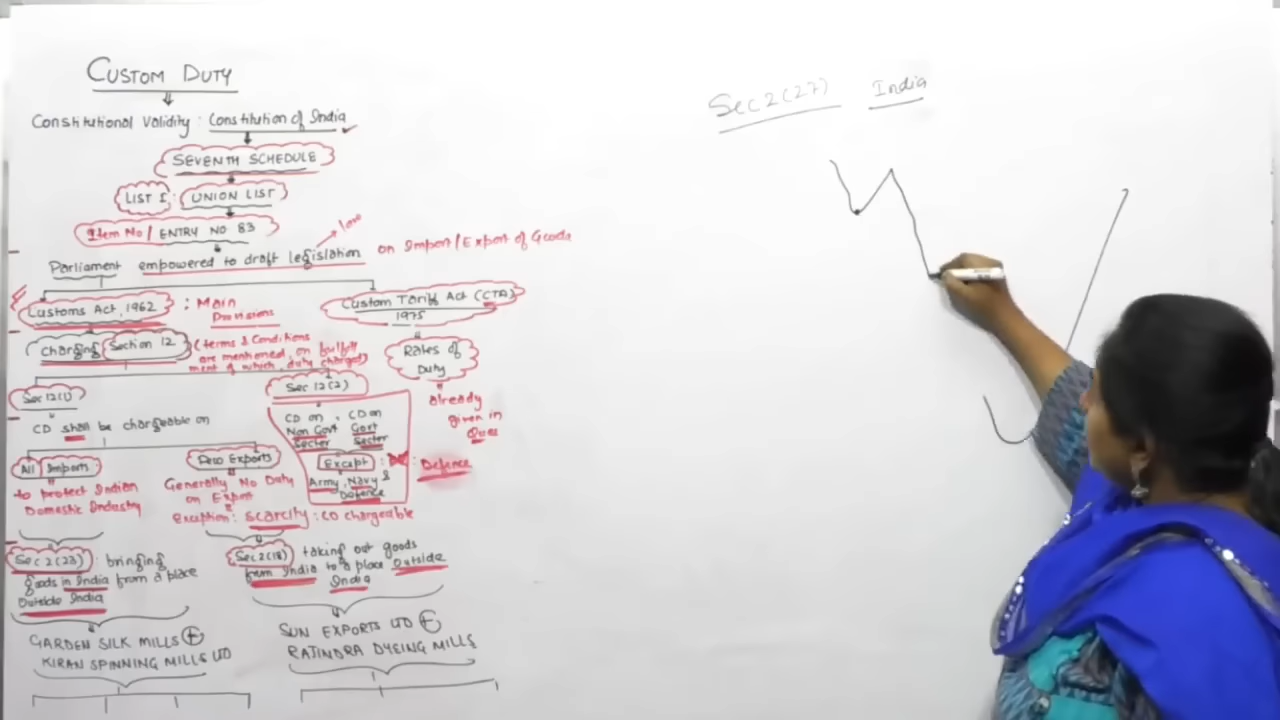 CUSTOM DUTY
Constitutional Validity : Constitution of India
SEVENTH SCHEDULE
LIST I : UNION LIST
Item No / ENTRY NO 83
law
Parliament empowered to draft legislation on Import/Export of Goods
Customs Act, 1962 : Main Provisions
Custom Tariff Act (CTA) 1975
Charging Section 12 (terms & Conditions
are mentioned, on fulfill
ment of which, duty charged)
Rates of
Duty
already
given in
Ques
Sec 12(1)
CD shall be chargeable on
Sec 12(2)
CD on = CD on
Non Govt Govt
Sector Sector
Except : Defence
Army, Navy &
Defence
All Imports
to protect Indian
Domestic Industry
Few Exports
Generally No Duty
on Export
exception : scarcity : CD chargeable
Sec 2(23) : bringing
goods in India from a place
Outside India
Sec 2(18) taking out goods
from India to a place Outside
India
GARDEN SILK MILLS
KIRAN SPINNING MILLS LTD
SUN EXPORTS LTD
RAJINDRA DYEING MILLS
Sec 2(27) India